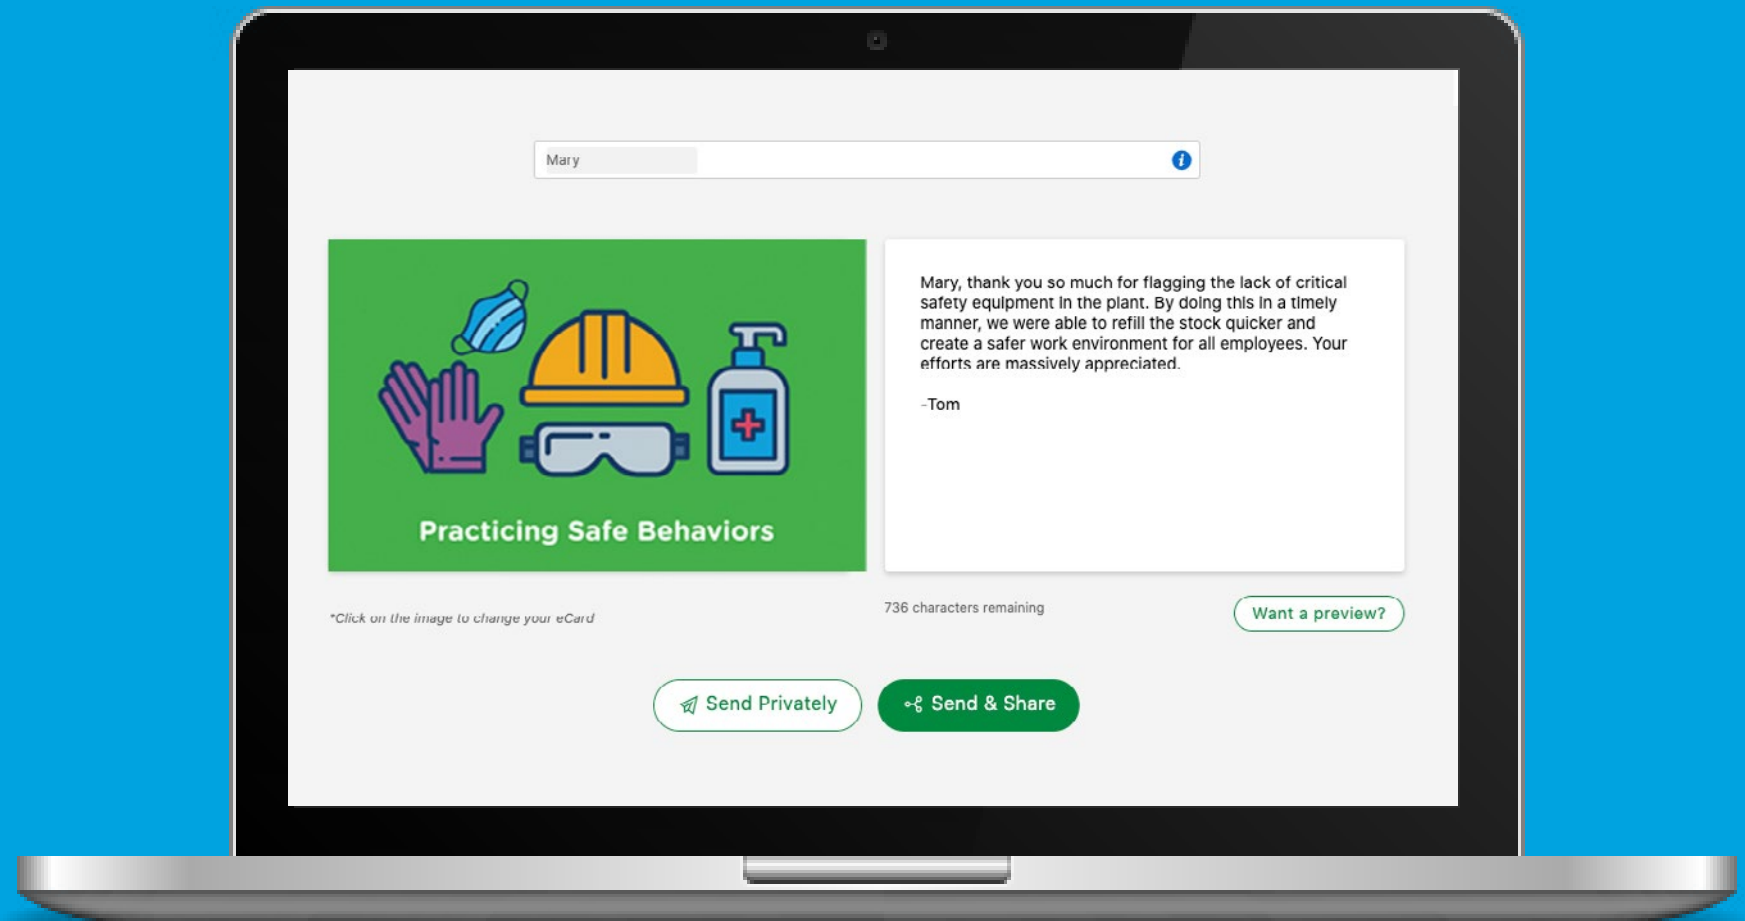 Mary
Practicing Safe Behaviors
Mary, thank you so much for flagging the lack of critical
safety equipment in the plant. By doing this in a timely
manner, we were able to refill the stock quicker and
create a safer work environment for all employees. Your
efforts are massively appreciated.
-Tom
*Click on the image to change your eCard
736 characters remaining
Want a preview?
Send Privately
Send & Share